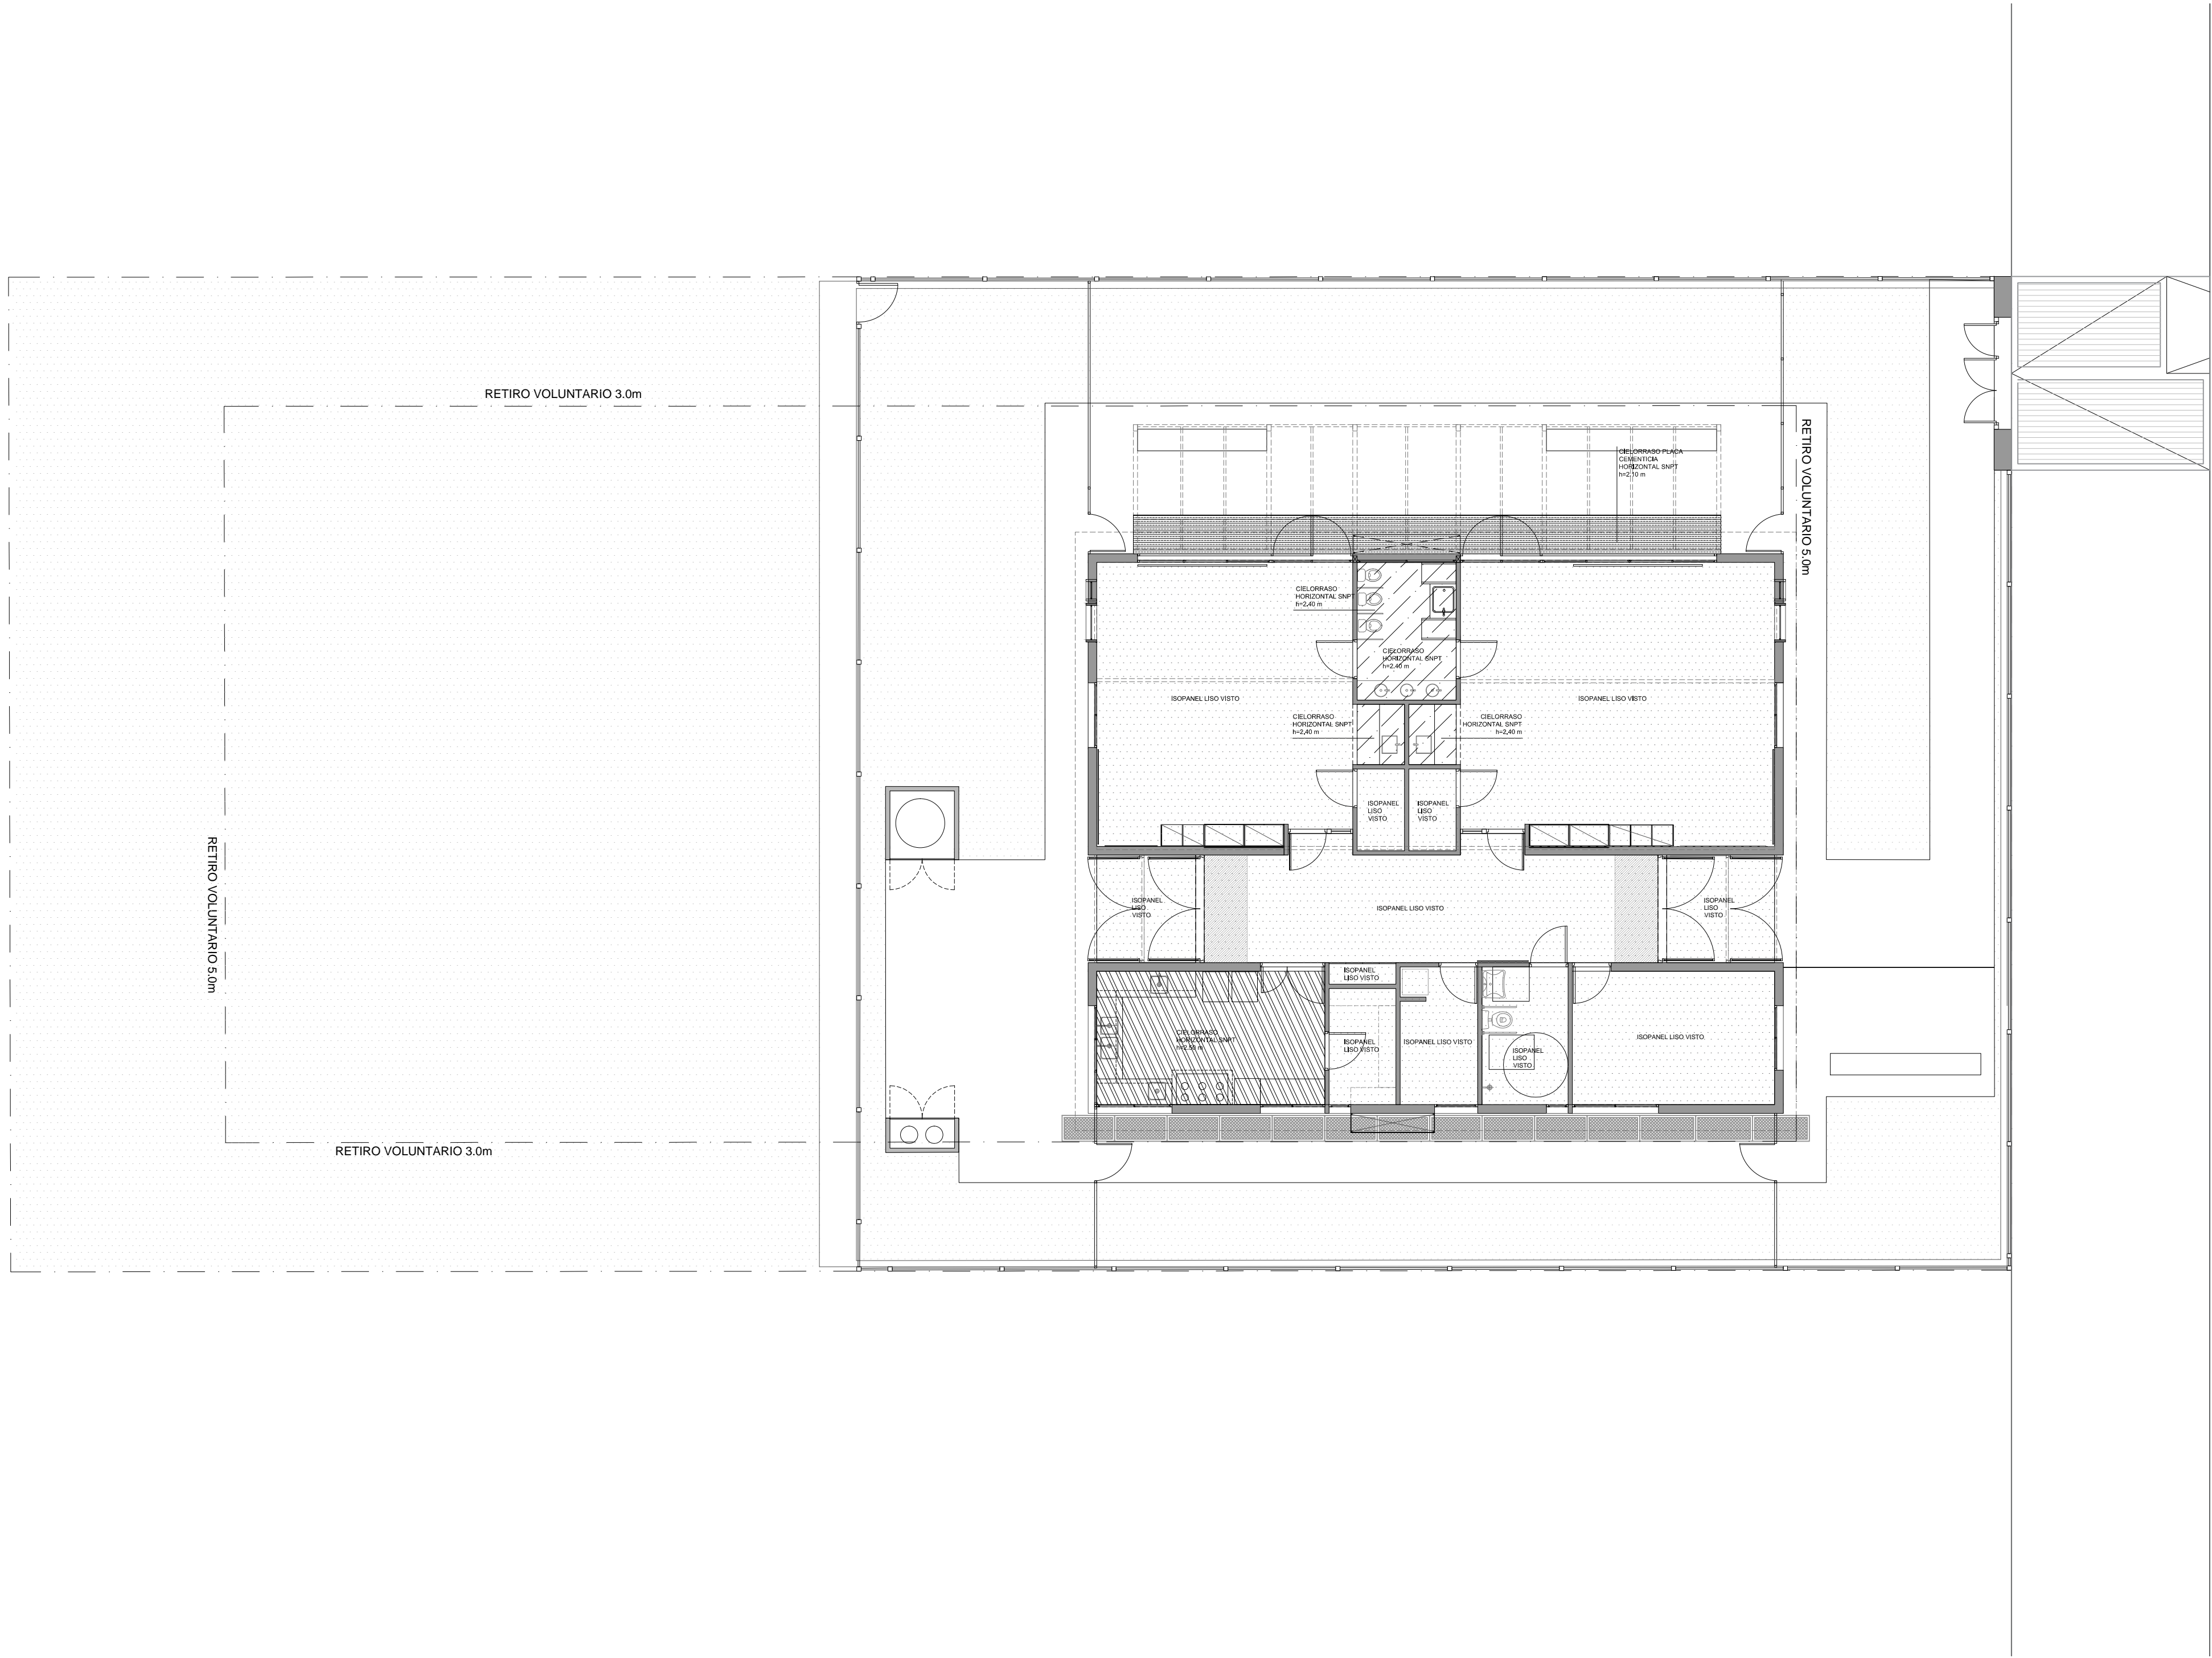 RETIRO VOLUNTARIO 3.0m
RETIRO VOLUNTARIO 5.0m
CIELORRASO PLACA
CEMENTICIA
HORIZONTAL SNPT
h=2,10 m
CIELORRASO
HORIZONTAL SNPT
h=2,40 m
CIELORRASO
HORIZONTAL SNPT
h=2,40 m
ISOPANEL LISO VISTO
ISOPANEL LISO VISTO
CIELORRASO
HORIZONTAL SNPT
h=2,40 m
CIELORRASO
HORIZONTAL SNPT
h=2,40 m
ISOPANEL
LISO
VISTO
ISOPANEL
LISO
VISTO
RETIRO VOLUNTARIO 5.0m
ISOPANEL
LISO
VISTO
ISOPANEL LISO VISTO
ISOPANEL
LISO
VISTO
ISOPANEL
LISO VISTO
CIELORRASO
HORIZONTAL SNPT
h=2.50 m
ISOPANEL
LISO VISTO
ISOPANEL LISO VISTO
ISOPANEL
LISO
VISTO
ISOPANEL LISO VISTO
RETIRO VOLUNTARIO 3.0m